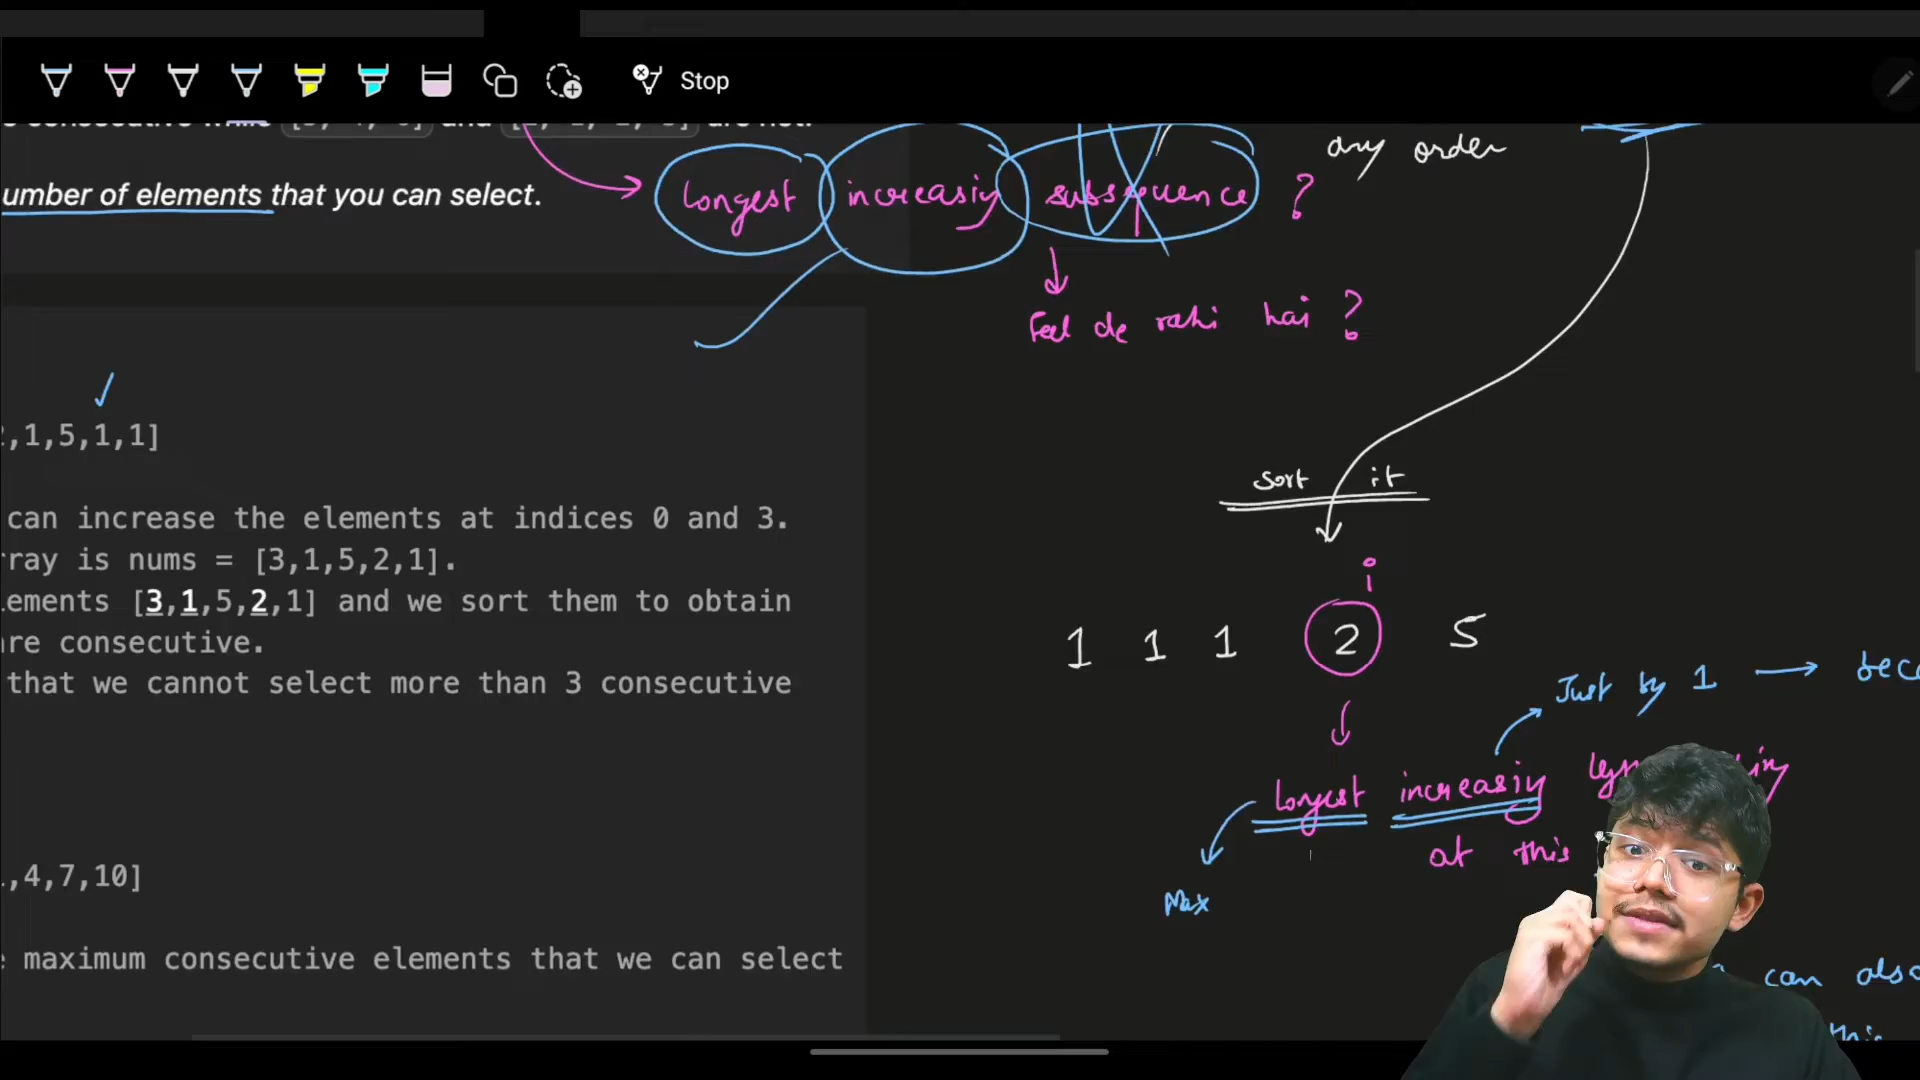 Stop
any order
umber of elements that you can select.
longest increasing subsequence ?
Feel de rahi hai ?
,1,5,1,1]
sort it
can increase the elements at indices 0 and 3.
rray is nums = [3,1,5,2,1].
i
ements [3,1,5,2,1] and we sort them to obtain
1 1 1 2 5
re consecutive.
that we cannot select more than 3 consecutive
Just by 1
longest increasing
at this
,4,7,10]
Max
maximum consecutive elements that we can select
can also
this